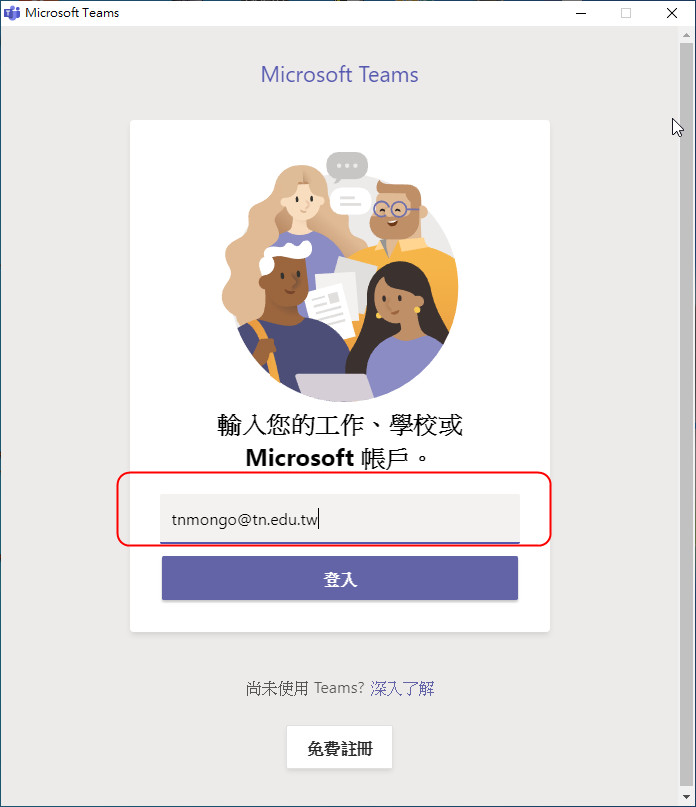 Microsoft Teams
Microsoft Teams
輸入您的工作、學校或
Microsoft 帳戶。
tnmongo@tn.edu.tw
登入
尚未使用 Teams? 深入了解
免費註冊